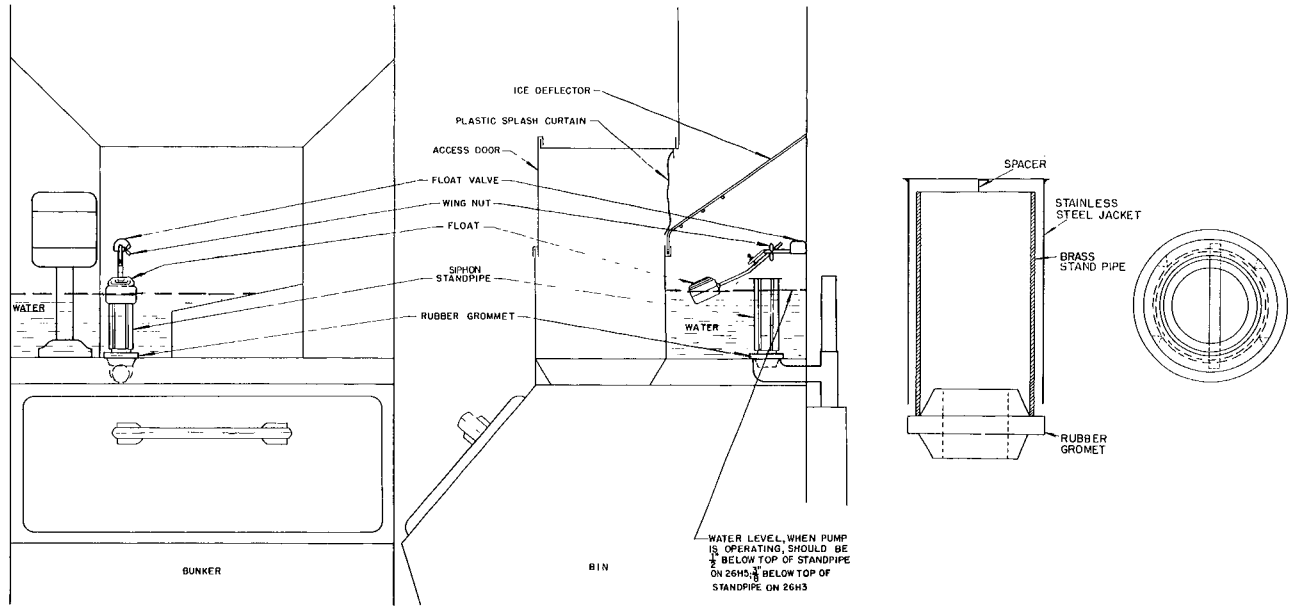 ICE DEFLECTOR
PLASTIC SPLASH CURTAIN
ACCESS DOOR
FLOAT VALVE
WING NUT
FLOAT
SIPHON
STANDPIPE
RUBBER GROMMET
WATER
WATER
BUNKER
BIN
WATER LEVEL, WHEN PUMP
IS OPERATING, SHOULD BE
1/2" BELOW TOP OF STANDPIPE
ON 26H5; 3/8" BELOW TOP OF
STANDPIPE ON 26H3
SPACER
STAINLESS
STEEL JACKET
BRASS
STAND PIPE
RUBBER
GROMET